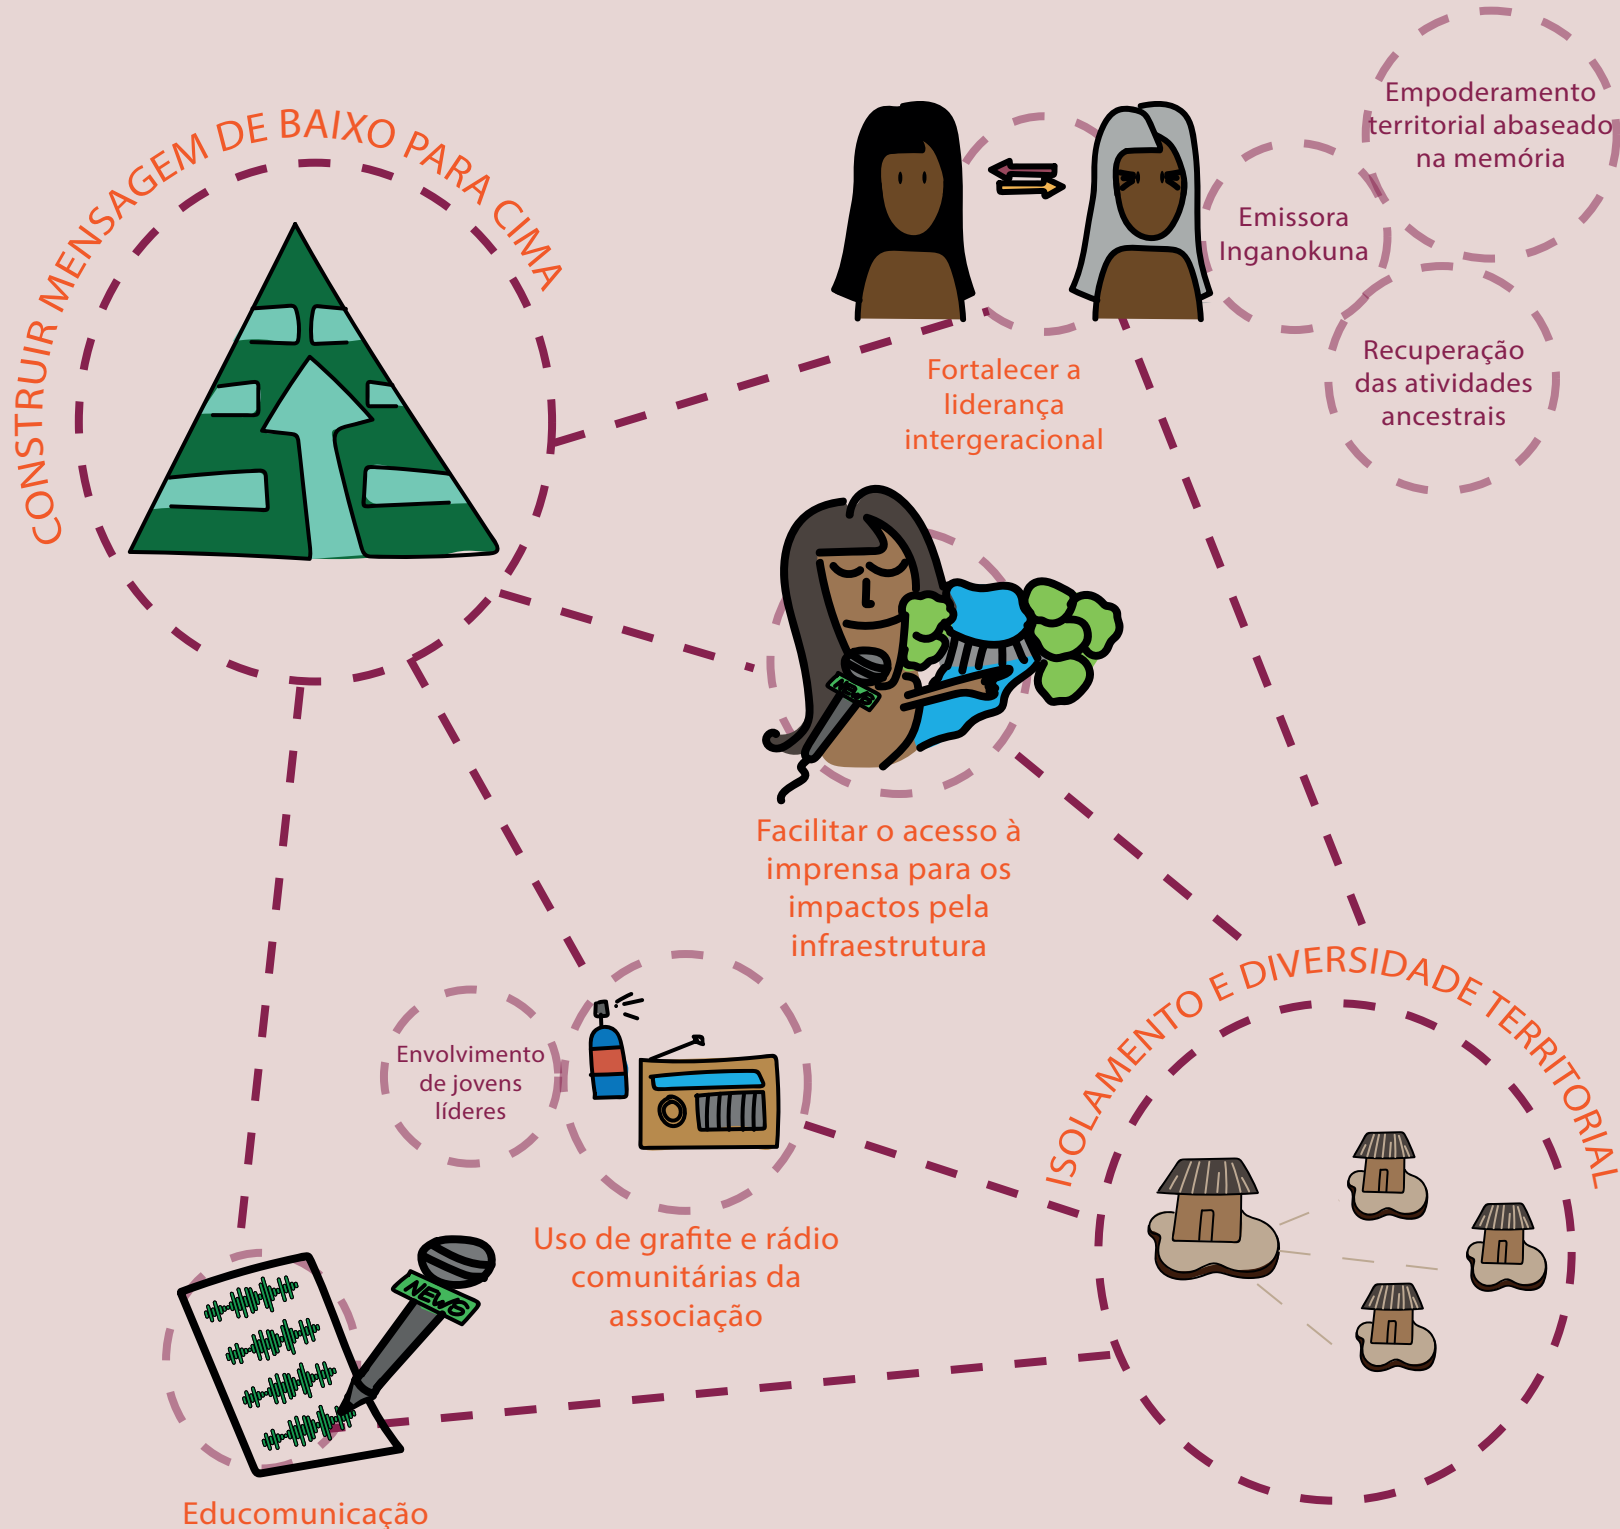 CONSTRUIR MENSAGEM DE BAIXO PARA CIMA
Empoderamento
territorial abaseado
na memória
Emissora
Inganokuna
Recuperação
das atividades
ancestrais
Fortalecer a
liderança
intergeracional
NEWS
Facilitar o acesso à
imprensa para os
impactos pela
infraestrutura
ISOLAMENTO E DIVERSIDADE TERRITORIAL
Envolvimento
de jovens
líderes
Uso de grafite e rádio
comunitárias da
associação
NEWS
Educomunicação